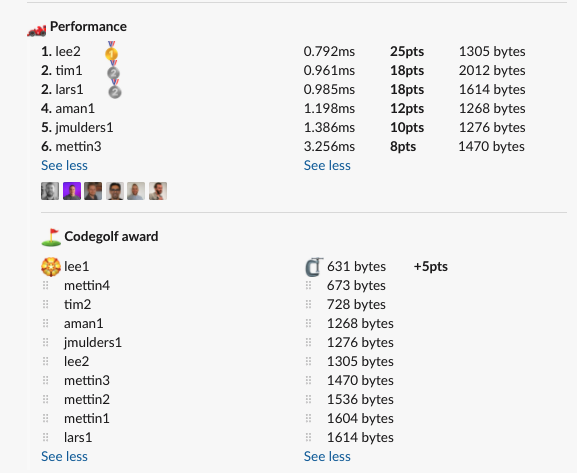 Performance
1. lee2 0.792ms 25pts 1305 bytes
2. tim1 0.961ms 18pts 2012 bytes
2. lars1 0.985ms 18pts 1614 bytes
4. aman1 1.198ms 12pts 1268 bytes
5. jmulders1 1.386ms 10pts 1276 bytes
6. mettin3 3.256ms 8pts 1470 bytes
See less See less
Codegolf award
lee1 631 bytes +5pts
mettin4 673 bytes
tim2 728 bytes
aman1 1268 bytes
jmulders1 1276 bytes
lee2 1305 bytes
mettin3 1470 bytes
mettin2 1536 bytes
mettin1 1604 bytes
lars1 1614 bytes
See less See less